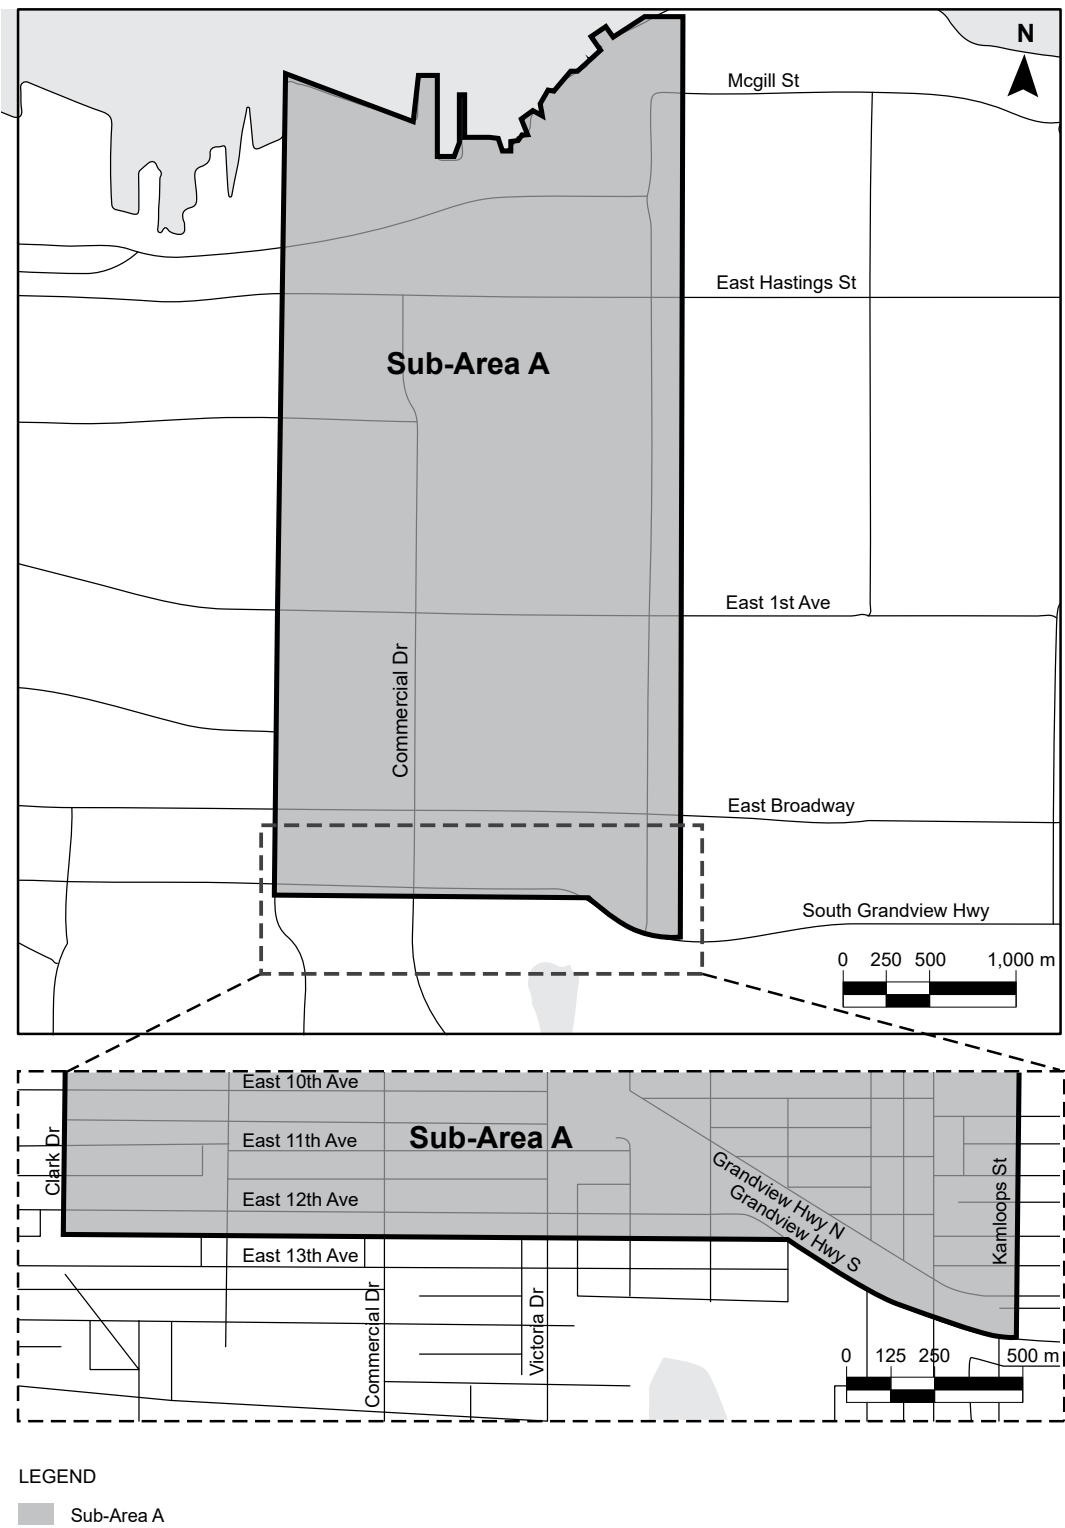 N
Mcgill St
East Hastings St
Sub-Area A
East 1st Ave
Commercial Dr
East Broadway
South Grandview Hwy
0 250 500 1,000 m
East 10th Ave
Clark Dr
East 11th Ave
Sub-Area A
East 12th Ave
Grandview Hwy N
Grandview Hwy S
Kamloops St
East 13th Ave
Commercial Dr
Victoria Dr
0 125 250 500 m
LEGEND
Sub-Area A